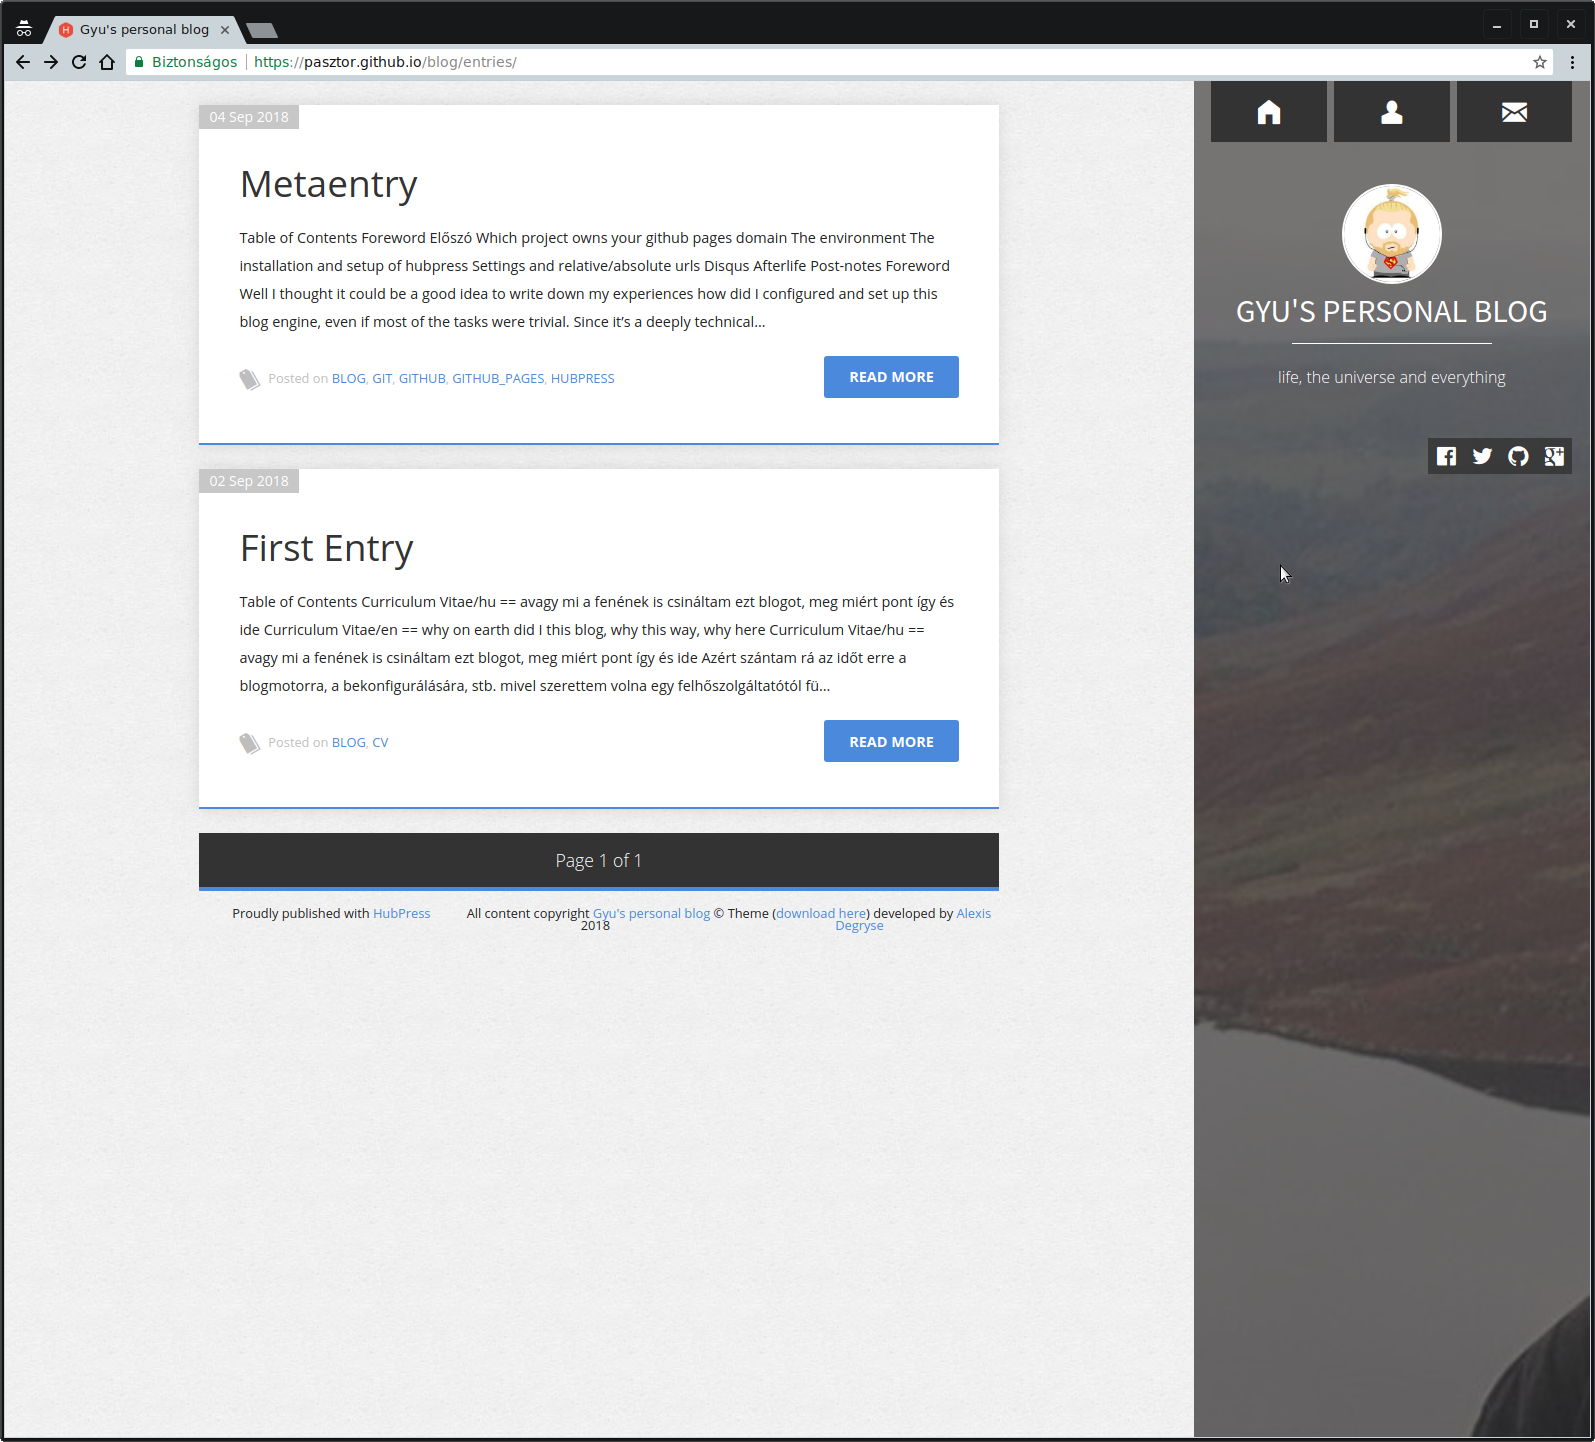 Gyu's personal blog
Biztonságos https://pasztor.github.io/blog/entries/
04 Sep 2018
Metaentry
Table of Contents Foreword Előszó Which project owns your github pages domain The environment The
installation and setup of hubpress Settings and relative/absolute urls Disqus Afterlife Post-notes Foreword
Well I thought it could be a good idea to write down my experiences how did I configured and set up this
blog engine, even if most of the tasks were trivial. Since it's a deeply technical...
Posted on BLOG, GIT, GITHUB, GITHUB_PAGES, HUBPRESS
READ MORE
02 Sep 2018
First Entry
Table of Contents Curriculum Vitae/hu == avagy mi a fenének is csináltam ezt blogot, meg miért pont így és
ide Curriculum Vitae/en == why on earth did I this blog, why this way, why here Curriculum Vitae/hu ==
avagy mi a fenének is csináltam ezt blogot, meg miért pont így és ide Azért szántam rá az időt erre a
blogmotorra, a bekonfigurálására, stb. mivel szerettem volna egy felhőszolgáltatótól fü...
Posted on BLOG, CV
READ MORE
Page 1 of 1
Proudly published with HubPress
All content copyright Gyu's personal blog ©
2018
Theme (download here) developed by Alexis
Degryse
GYU'S PERSONAL BLOG
life, the universe and everything